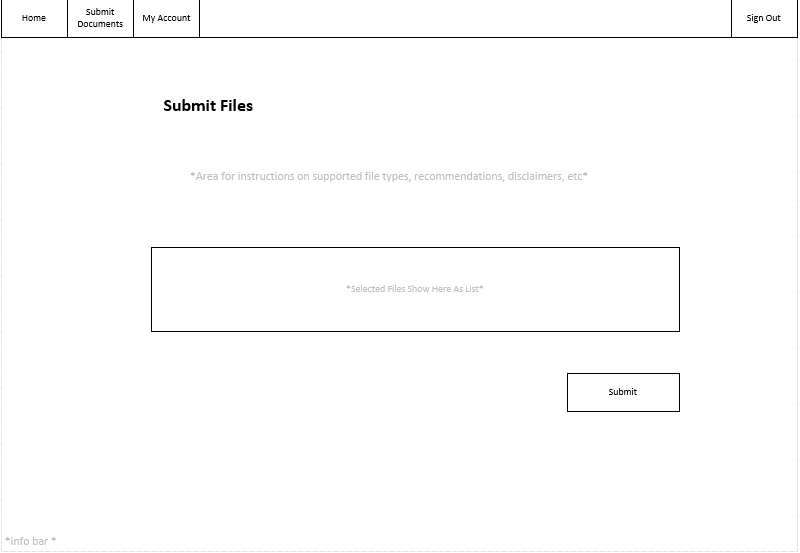 Home
Submit
Documents
My Account
Sign Out
Submit Files
*Area for instructions on supported file types, recommendations, disclaimers, etc*
*Selected Files Show Here As List*
Submit
*info bar *